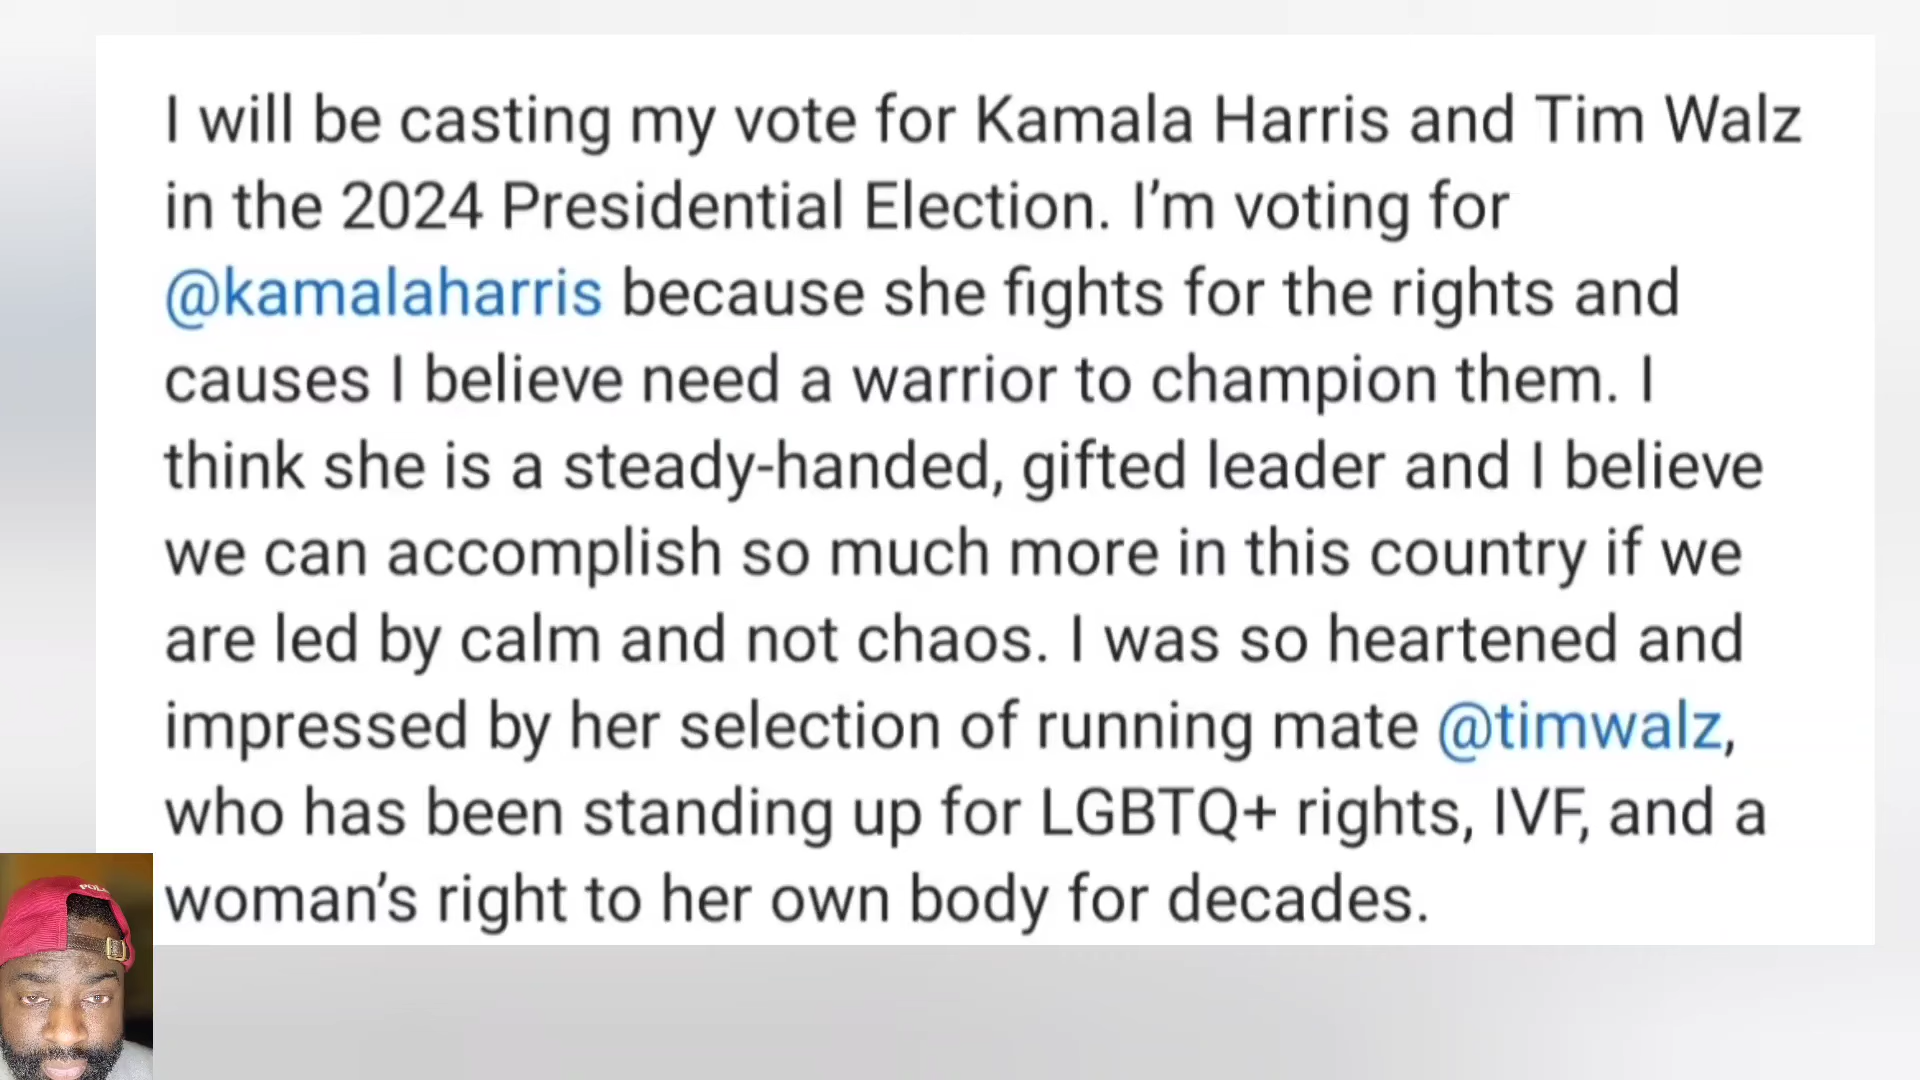 I will be casting my vote for Kamala Harris and Tim Walz
in the 2024 Presidential Election. I’m voting for
@kamalaharris because she fights for the rights and
causes I believe need a warrior to champion them. I
think she is a steady-handed, gifted leader and I believe
we can accomplish so much more in this country if we
are led by calm and not chaos. I was so heartened and
impressed by her selection of running mate @timwalz,
who has been standing up for LGBTQ+ rights, IVF, and a
woman’s right to her own body for decades.